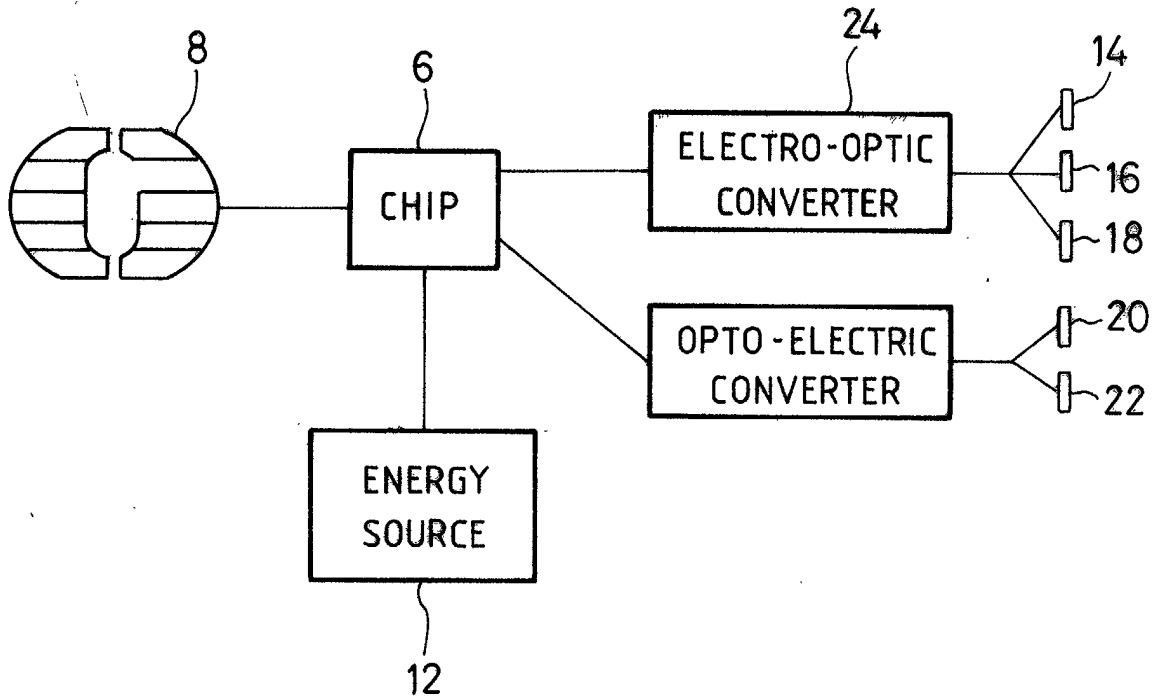 8
6
24
14
CHIP
ELECTRO-OPTIC
CONVERTER
16
18
OPTO-ELECTRIC
CONVERTER
20
22
ENERGY
SOURCE
12